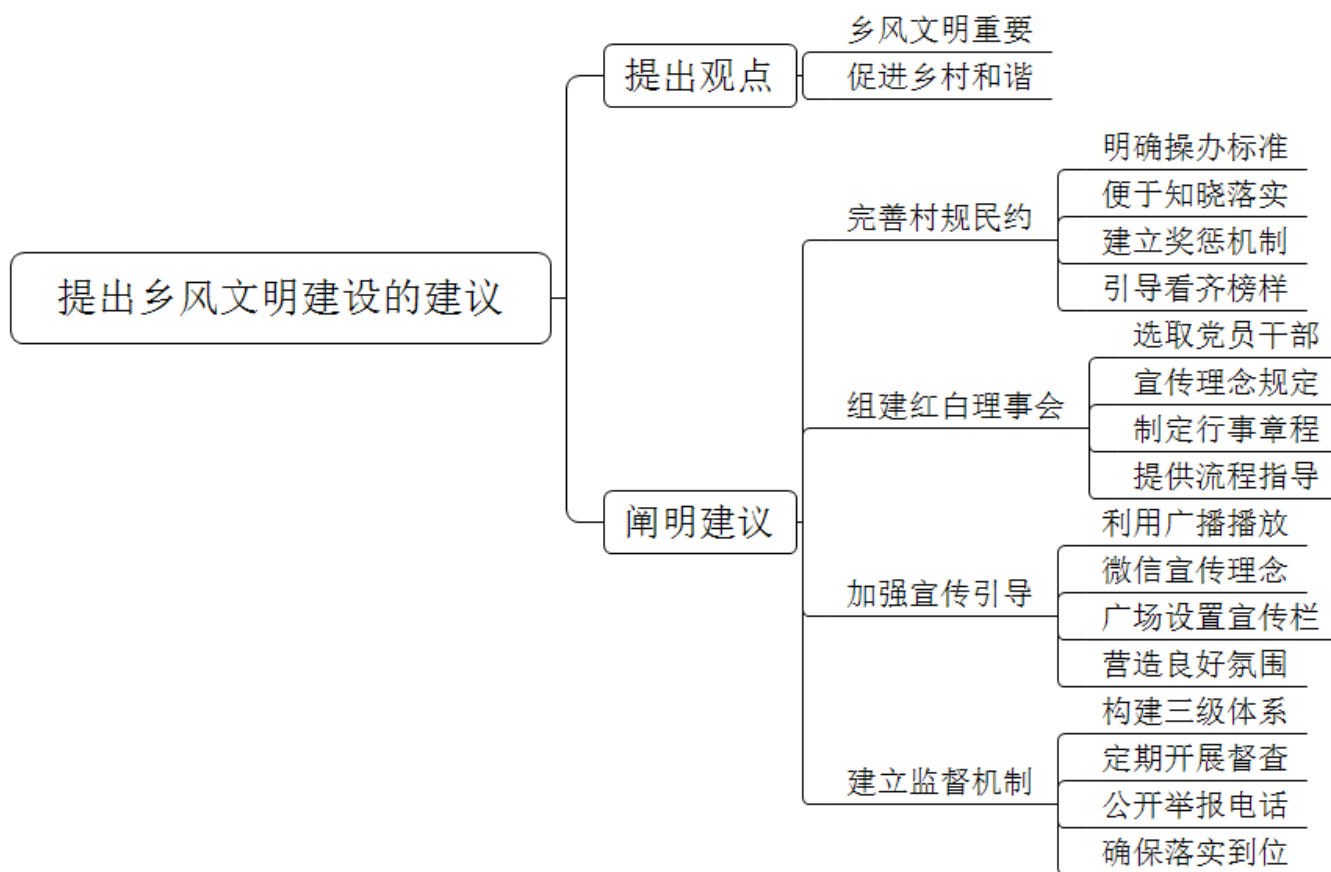 提出乡风文明建设的建议
提出观点
乡风文明重要
促进乡村和谐
阐明建议
完善村规民约
明确操办标准
便于知晓落实
建立奖惩机制
引导看齐榜样
组建红白理事会
选取党员干部
宣传理念规定
制定行事章程
提供流程指导
加强宣传引导
利用广播播放
微信宣传理念
广场设置宣传栏
营造良好氛围
建立监督机制
构建三级体系
定期开展督查
公开举报电话
确保落实到位